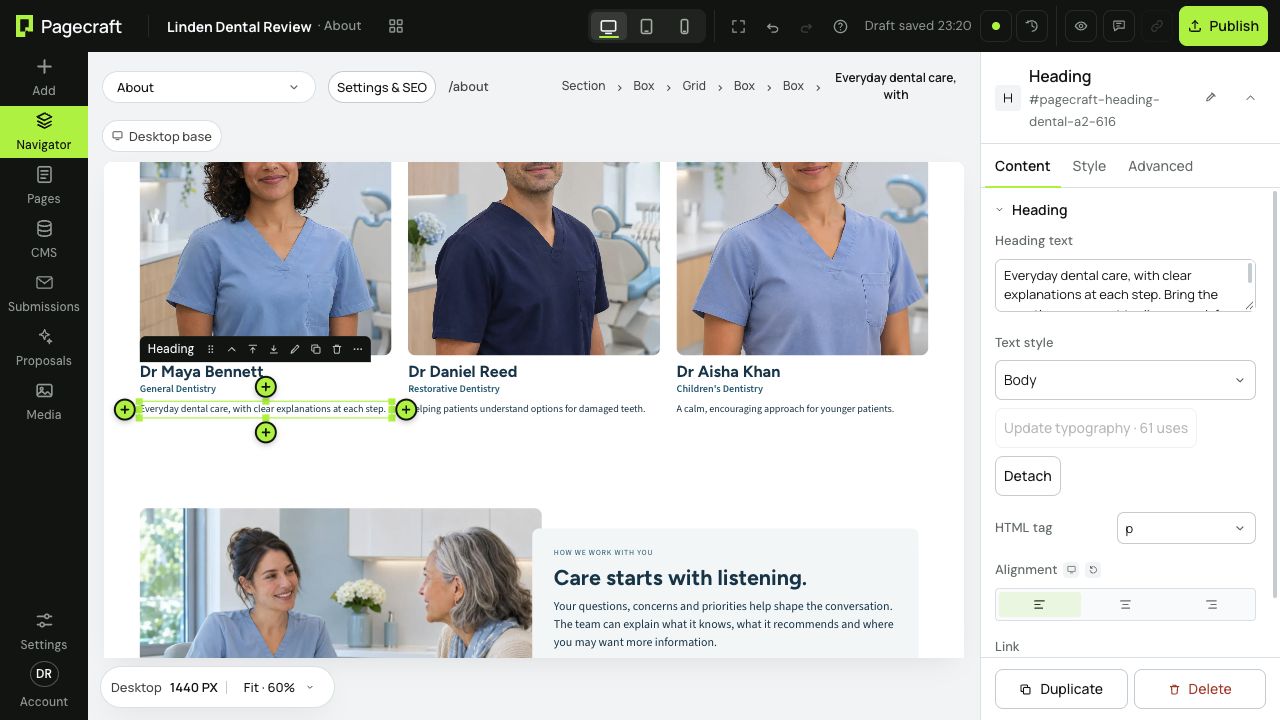 Pagecraft
Linden Dental Review · About
Draft saved 23:20
Publish
Add
Navigator
Pages
CMS
Submissions
Proposals
Media
Settings
DR
Account
About
Settings & SEO
/about
Section > Box > Grid > Box > Box > Everyday dental care, with
Desktop base
Heading
Dr Maya Bennett
General Dentistry
Everyday dental care, with clear explanations at each step.
Dr Daniel Reed
Restorative Dentistry
elping patients understand options for damaged teeth.
Dr Aisha Khan
Children's Dentistry
A calm, encouraging approach for younger patients.
HOW WE WORK WITH YOU
Care starts with listening.
Your questions, concerns and priorities help shape the conversation.
The team can explain what it knows, what it recommends and where
you may want more information.
Desktop 1440 PX
Fit · 60%
H
Heading
#pagecraft-heading-
dental-a2-616
Content
Style
Advanced
Heading
Heading text
Everyday dental care, with clear
explanations at each step. Bring the
Text style
Body
Update typography · 61 uses
Detach
HTML tag
p
Alignment
Link
Duplicate
Delete